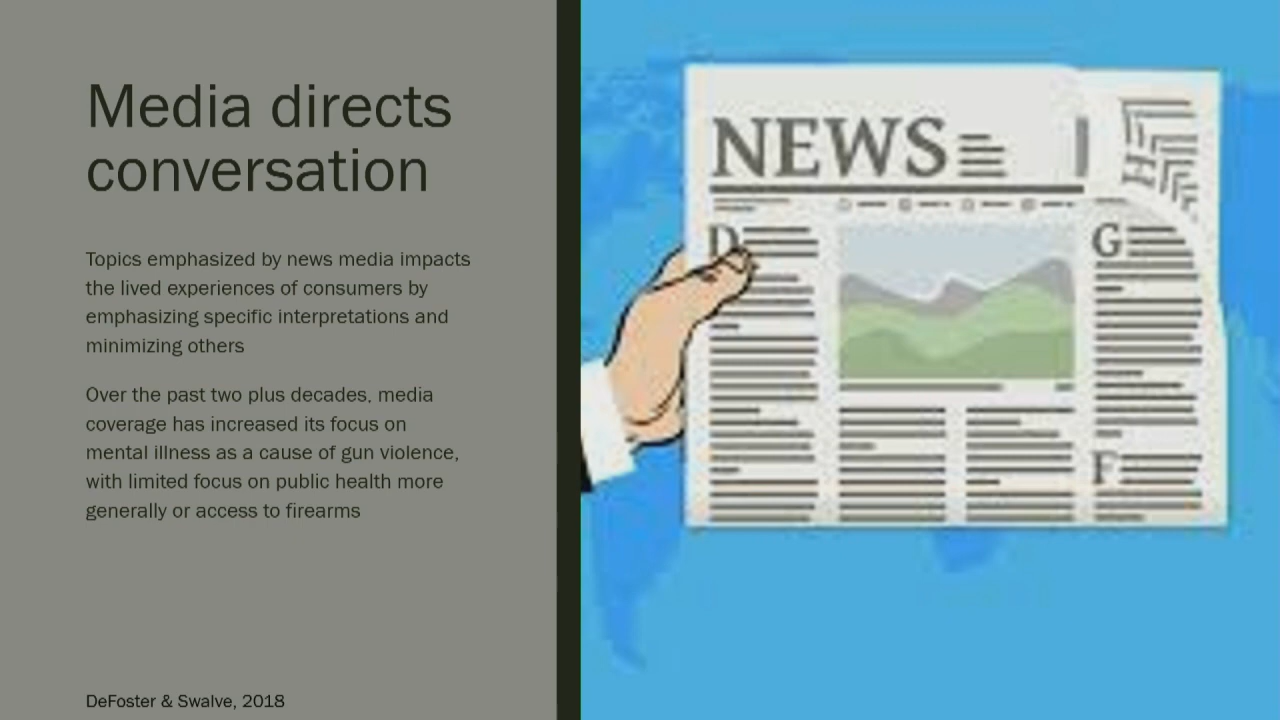 Media directs
conversation
Topics emphasized by news media impacts
the lived experiences of consumers by
emphasizing specific interpretations and
minimizing others
Over the past two plus decades, media
coverage has increased its focus on
mental illness as a cause of gun violence,
with limited focus on public health more
generally or access to firearms
DeFoster & Swalve, 2018
NEWS
H
D
G
F